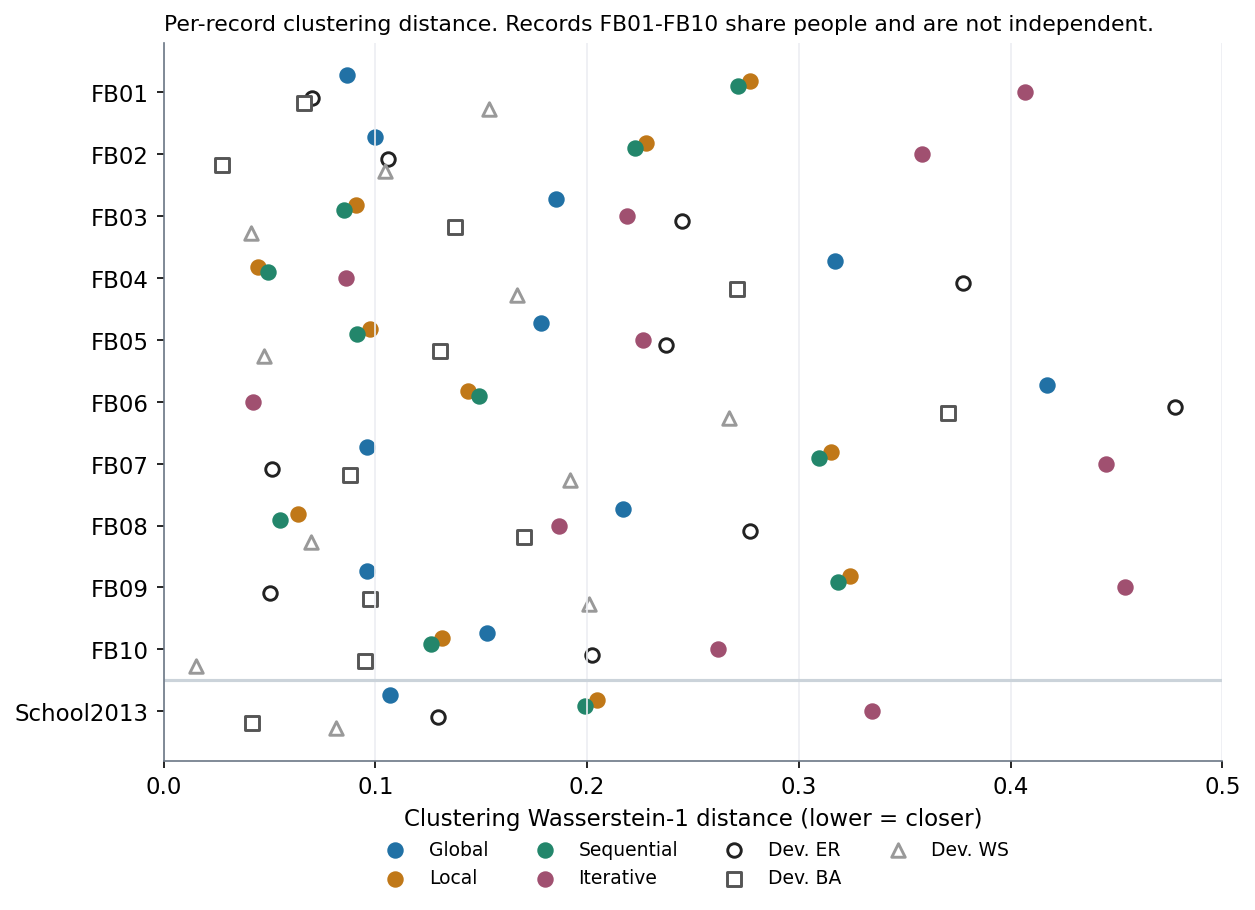 Per-record clustering distance. Records FB01-FB10 share people and are not independent.
FB01
FB02
FB03
FB04
FB05
FB06
FB07
FB08
FB09
FB10
School2013
0.0 0.1 0.2 0.3 0.4 0.5
Clustering Wasserstein-1 distance (lower = closer)
Global Sequential Dev. ER Dev. WS
Local Iterative Dev. BA